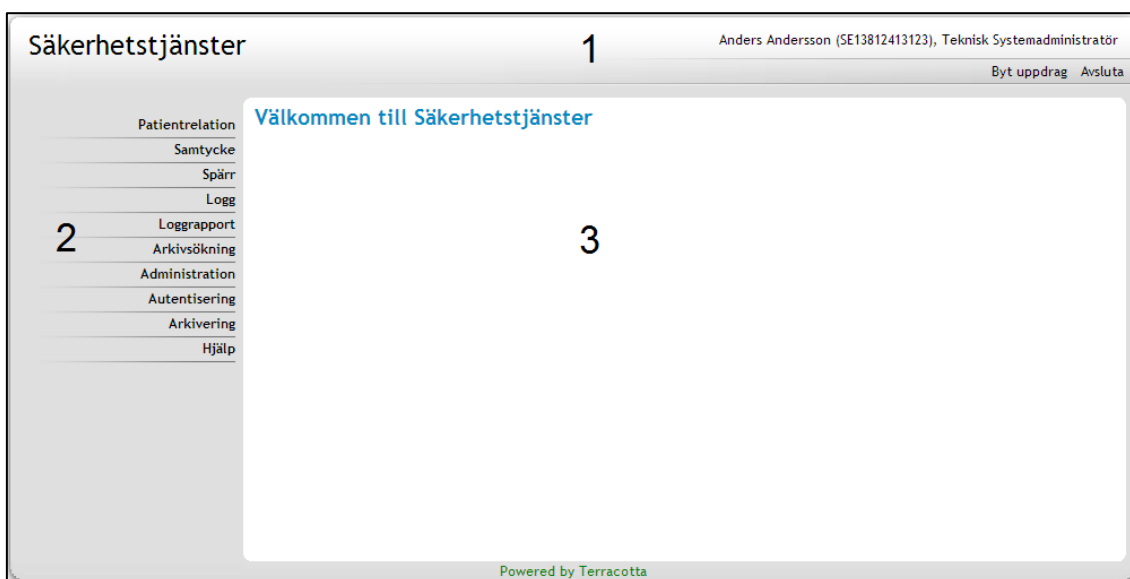 Säkerhetstjänster
1
Anders Andersson (SE13812413123), Teknisk Systemadministratör
Byt uppdrag Avsluta
Patientrelation
Samtycke
Spärr
Logg
Loggrapport
Arkivsökning
Administration
Autentisering
Arkivering
Hjälp
2
Välkommen till Säkerhetstjänster
3
Powered by Terracotta